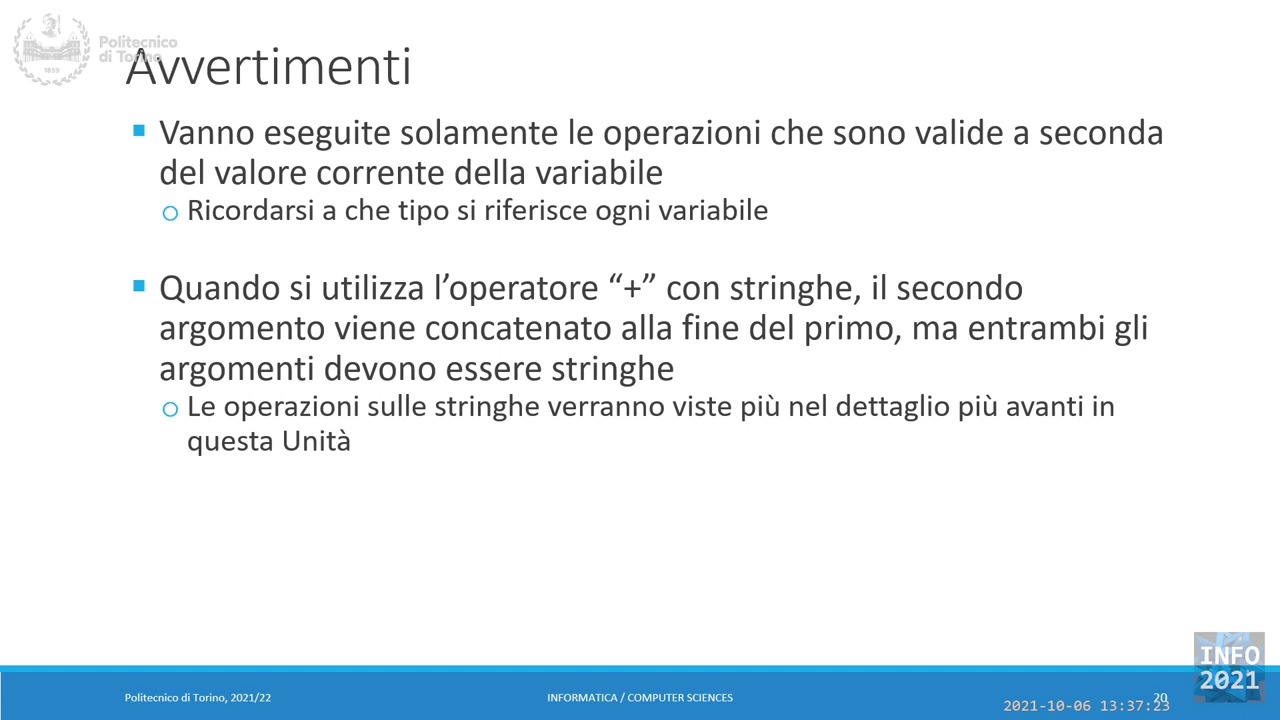 Politecnico
di Torino
1859
Avvertimenti
Vanno eseguite solamente le operazioni che sono valide a seconda
del valore corrente della variabile
Ricordarsi a che tipo si riferisce ogni variabile
Quando si utilizza l’operatore “+” con stringhe, il secondo
argomento viene concatenato alla fine del primo, ma entrambi gli
argomenti devono essere stringhe
Le operazioni sulle stringhe verranno viste più nel dettaglio più avanti in
questa Unità
Politecnico di Torino, 2021/22
INFORMATICA / COMPUTER SCIENCES
20
2021-10-06 13:37:23
INFO
2021